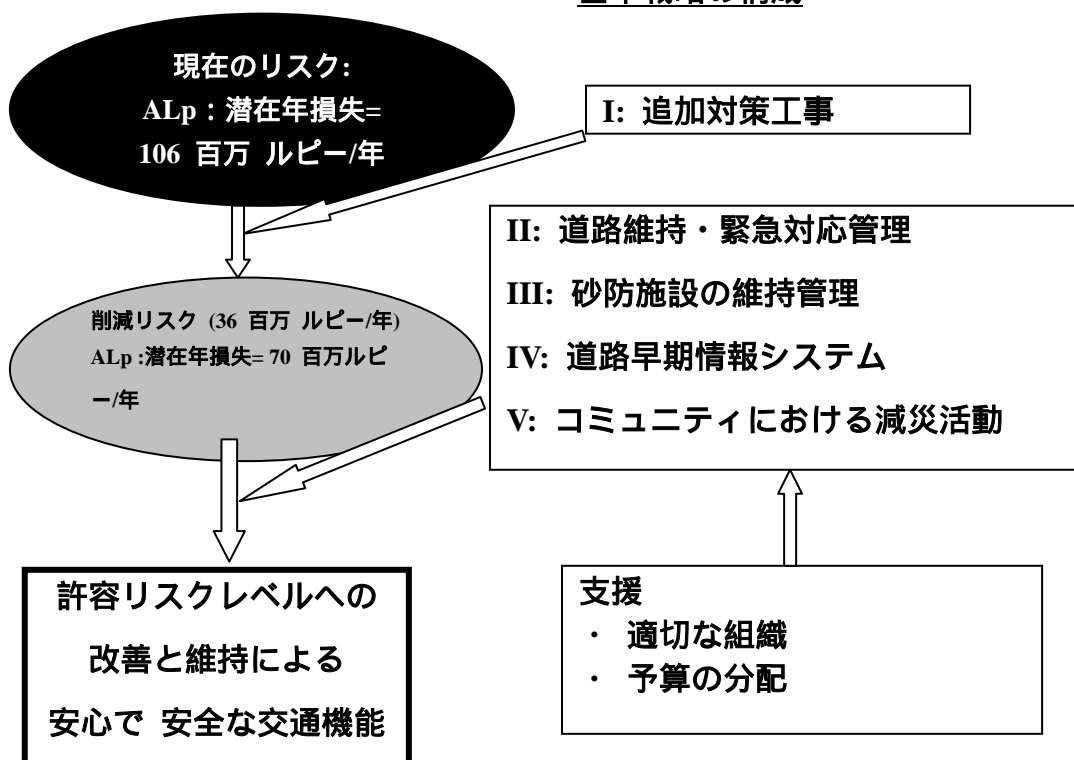 現在のリスク:
ALp：潜在年損失=
106 百万 ルピー/年
I: 追加対策工事
II: 道路維持・緊急対応管理
III: 砂防施設の維持管理
IV: 道路早期情報システム
V: コミュニティにおける減災活動
削減リスク (36 百万 ルピー/年)
ALp :潜在年損失= 70 百万ルピ
ー/年
許容リスクレベルへの
改善と維持による
安心で 安全な交通機能
支援
・ 適切な組織
・ 予算の分配